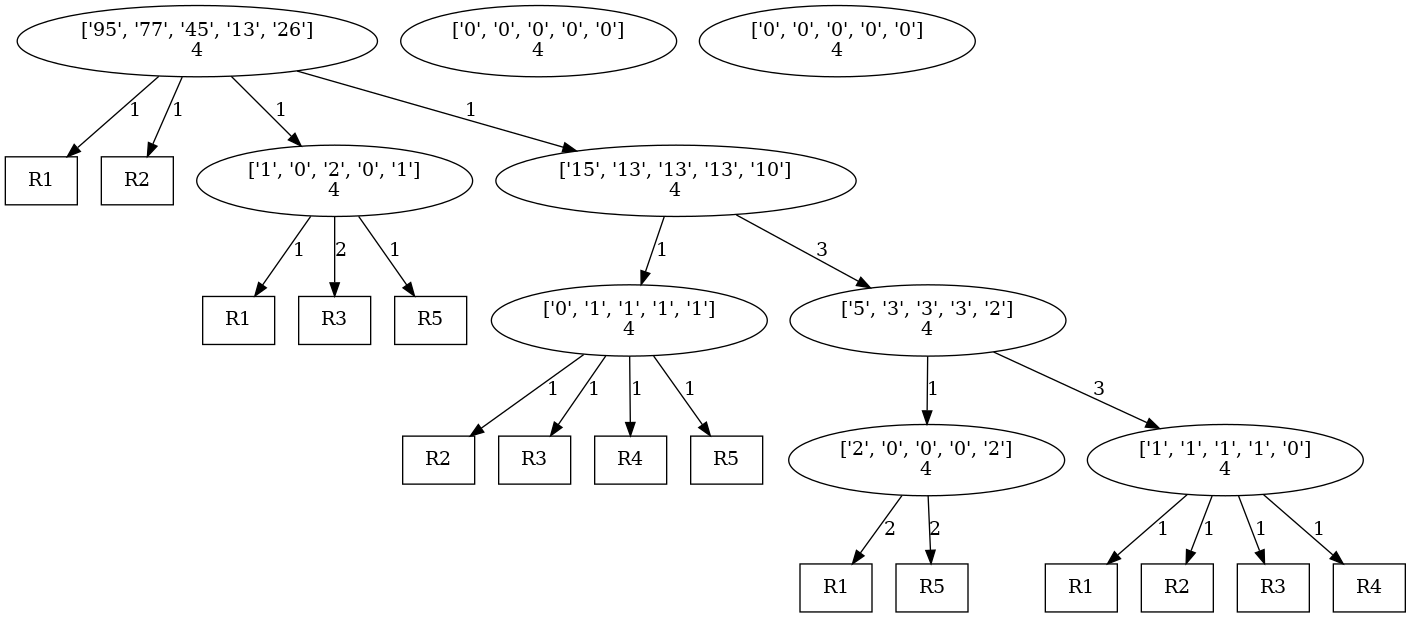 ['95', '77', '45', '13', '26']
4
['0', '0', '0', '0', '0']
4
['0', '0', '0', '0', '0']
4
1
1
1
1
R1
R2
['1', '0', '2', '0', '1']
4
['15', '13', '13', '13', '10']
4
1
2
1
1
3
R1
R3
R5
['0', '1', '1', '1', '1']
4
['5', '3', '3', '3', '2']
4
1
1
1
1
1
3
R2
R3
R4
R5
['2', '0', '0', '0', '2']
4
['1', '1', '1', '1', '0']
4
2
2
1
1
1
1
R1
R5
R1
R2
R3
R4